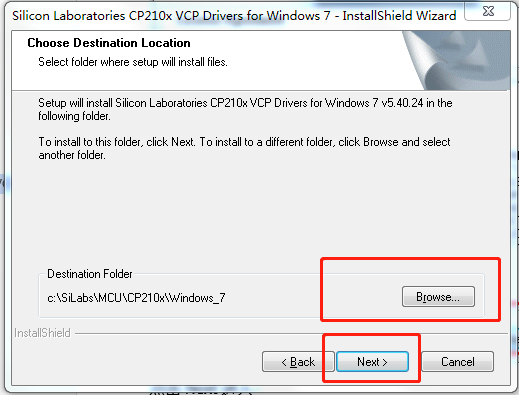 Silicon Laboratories CP210x VCP Drivers for Windows 7 - InstallShield Wizard
Choose Destination Location
Select folder where setup will install files.
Setup will install Silicon Laboratories CP210x VCP Drivers for Windows 7 v5.40.24 in the
following folder.
To install to this folder, click Next. To install to a different folder, click Browse and select
another folder.
Destination Folder
c:\SiLabs\MCU\CP210x\Windows_7
Browse...
InstallShield
< Back
Next >
Cancel